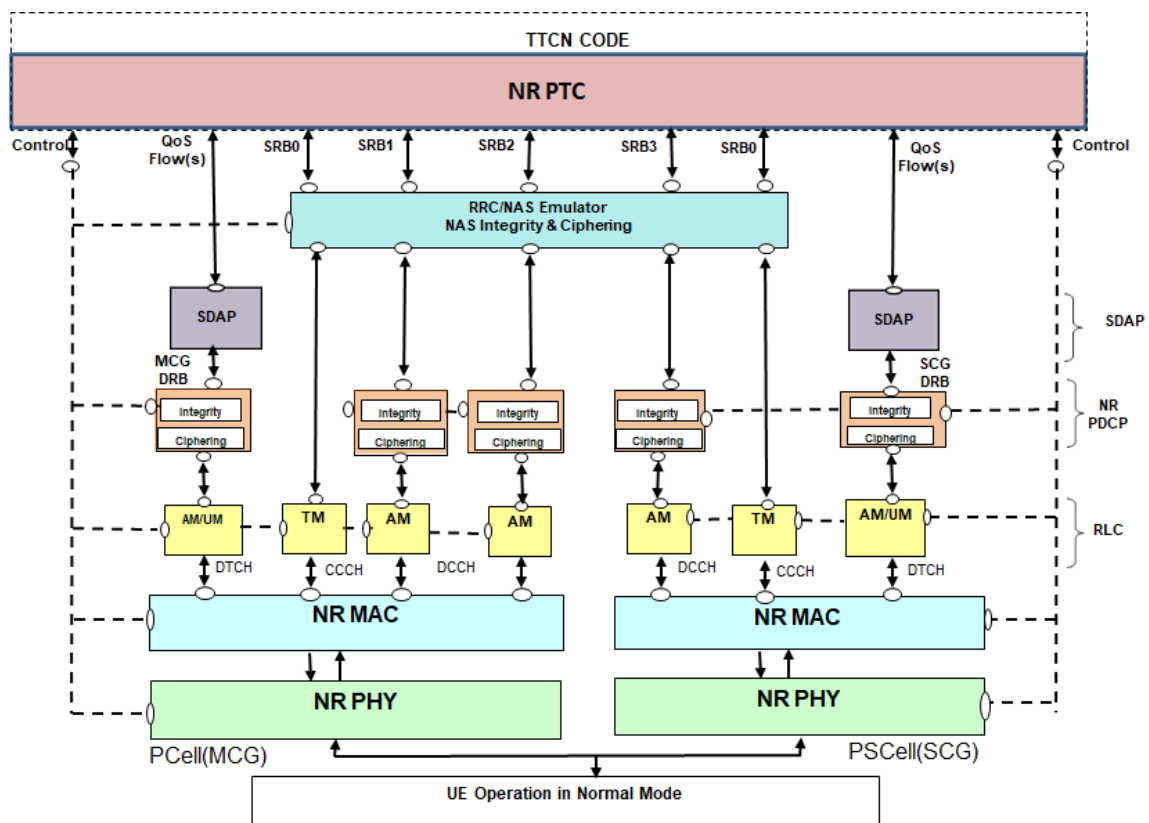 TTCN CODE
NR PTC
Control
QoS
Flow(s)
SRB0
SRB1
SRB2
SRB3
SRB0
QoS
Flow(s)
Control
RRC/NAS Emulator
NAS Integrity & Ciphering
SDAP
SDAP
SDAP
MCG
DRB
SCG
DRB
Integrity
Ciphering
Integrity
Ciphering
Integrity
Ciphering
Integrity
Ciphering
Integrity
Ciphering
NR
PDCP
AM/UM
TM
AM
AM
AM
TM
AM/UM
RLC
DTCH
CCCH
DCCH
DCCH
CCCH
DTCH
NR MAC
NR MAC
NR PHY
NR PHY
PCell(MCG)
PSCell(SCG)
UE Operation in Normal Mode